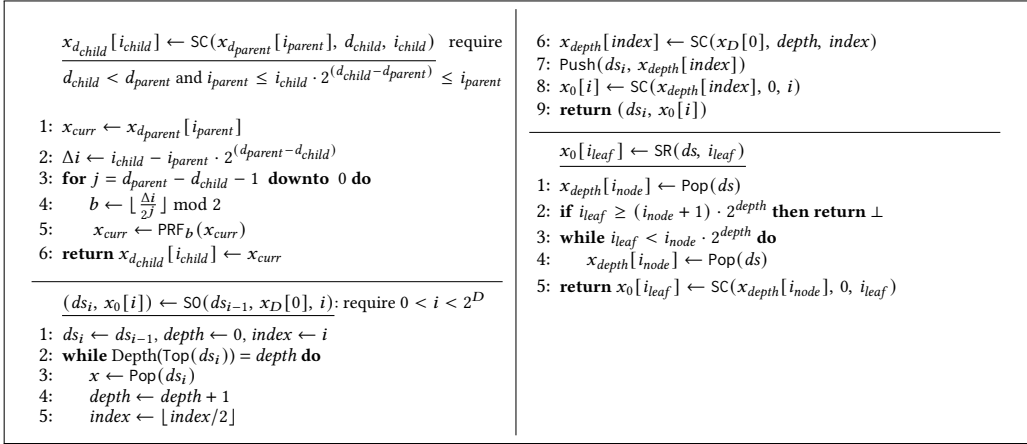 x_{d_{child}}[i_{child}] ← SC(x_{d_{parent}}[i_{parent}], d_{child}, i_{child}) require
d_{child} < d_{parent} and i_{parent} ≤ i_{child} · 2^{(d_{child}−d_{parent})} ≤ i_{parent}
1: x_{curr} ← x_{d_{parent}}[i_{parent}]
2: Δi ← i_{child} − i_{parent} · 2^{(d_{parent}−d_{child})}
3: for j = d_{parent} − d_{child} − 1 downto 0 do
4: b ← ⌊Δi/2^j⌋ mod 2
5: x_{curr} ← PRF_b(x_{curr})
6: return x_{d_{child}}[i_{child}] ← x_{curr}
(ds_i, x_0[i]) ← SO(ds_{i−1}, x_D[0], i): require 0 < i < 2^D
1: ds_i ← ds_{i−1}, depth ← 0, index ← i
2: while Depth(Top(ds_i)) = depth do
3: x ← Pop(ds_i)
4: depth ← depth + 1
5: index ← ⌊index/2⌋
6: x_{depth}[index] ← SC(x_D[0], depth, index)
7: Push(ds_i, x_{depth}[index])
8: x_0[i] ← SC(x_{depth}[index], 0, i)
9: return (ds_i, x_0[i])
x_0[i_{leaf}] ← SR(ds, i_{leaf})
1: x_{depth}[i_{node}] ← Pop(ds)
2: if i_{leaf} ≥ (i_{node} + 1) · 2^{depth} then return ⊥
3: while i_{leaf} < i_{node} · 2^{depth} do
4: x_{depth}[i_{node}] ← Pop(ds)
5: return x_0[i_{leaf}] ← SC(x_{depth}[i_{node}], 0, i_{leaf})